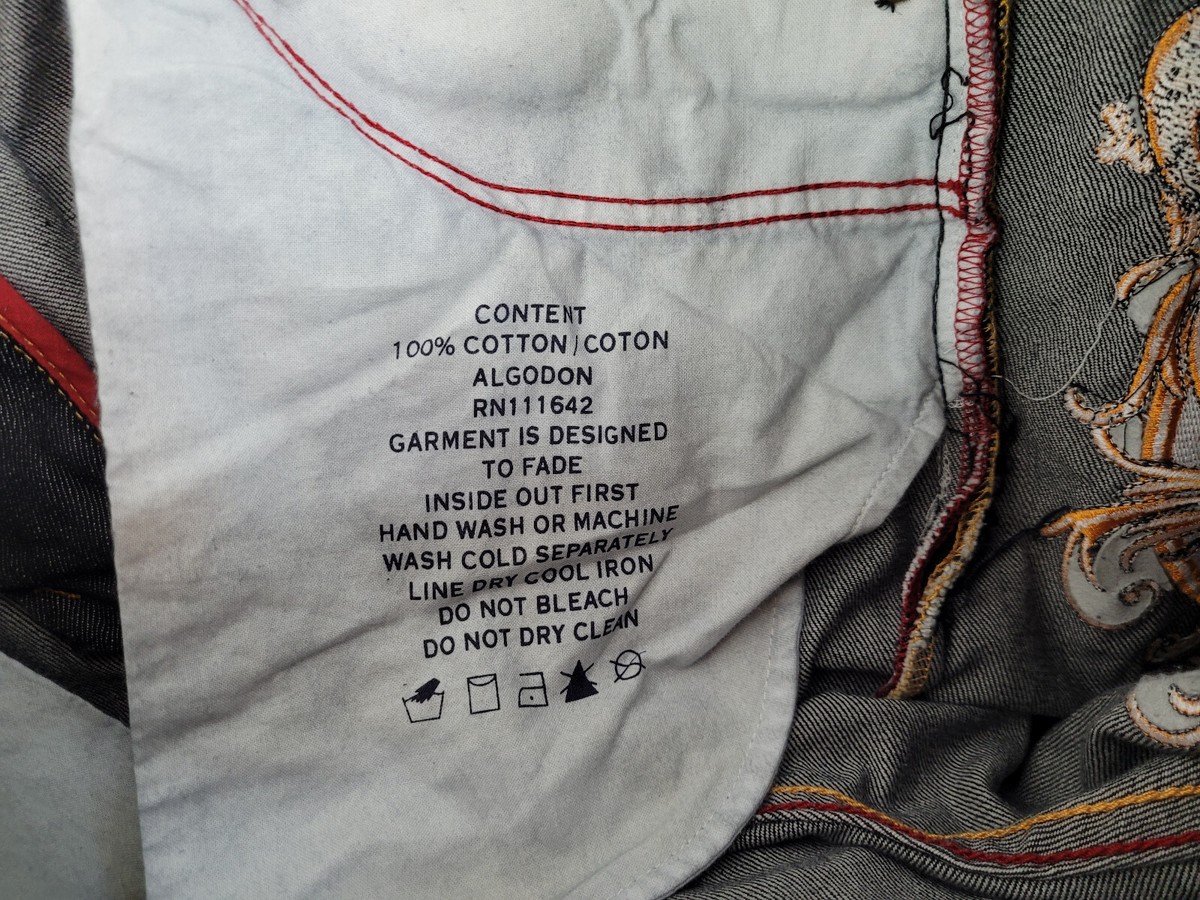 CONTENT
100% COTTON/COTON
ALGODON
RN111642
GARMENT IS DESIGNED
TO FADE
INSIDE OUT FIRST
HAND WASH OR MACHINE
WASH COLD SEPARATELY
LINE DRY COOL IRON
DO NOT BLEACH
DO NOT DRY CLEAN